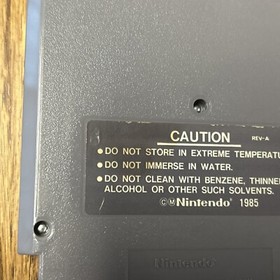 CAUTION REV-A
●DO NOT STORE IN EXTREME TEMPERATU
●DO NOT IMMERSE IN WATER.
●DO NOT CLEAN WITH BENZENE, THINNE
ALCOHOL OR OTHER SUCH SOLVENTS.
©ⓂNintendo 1985
Nintendo